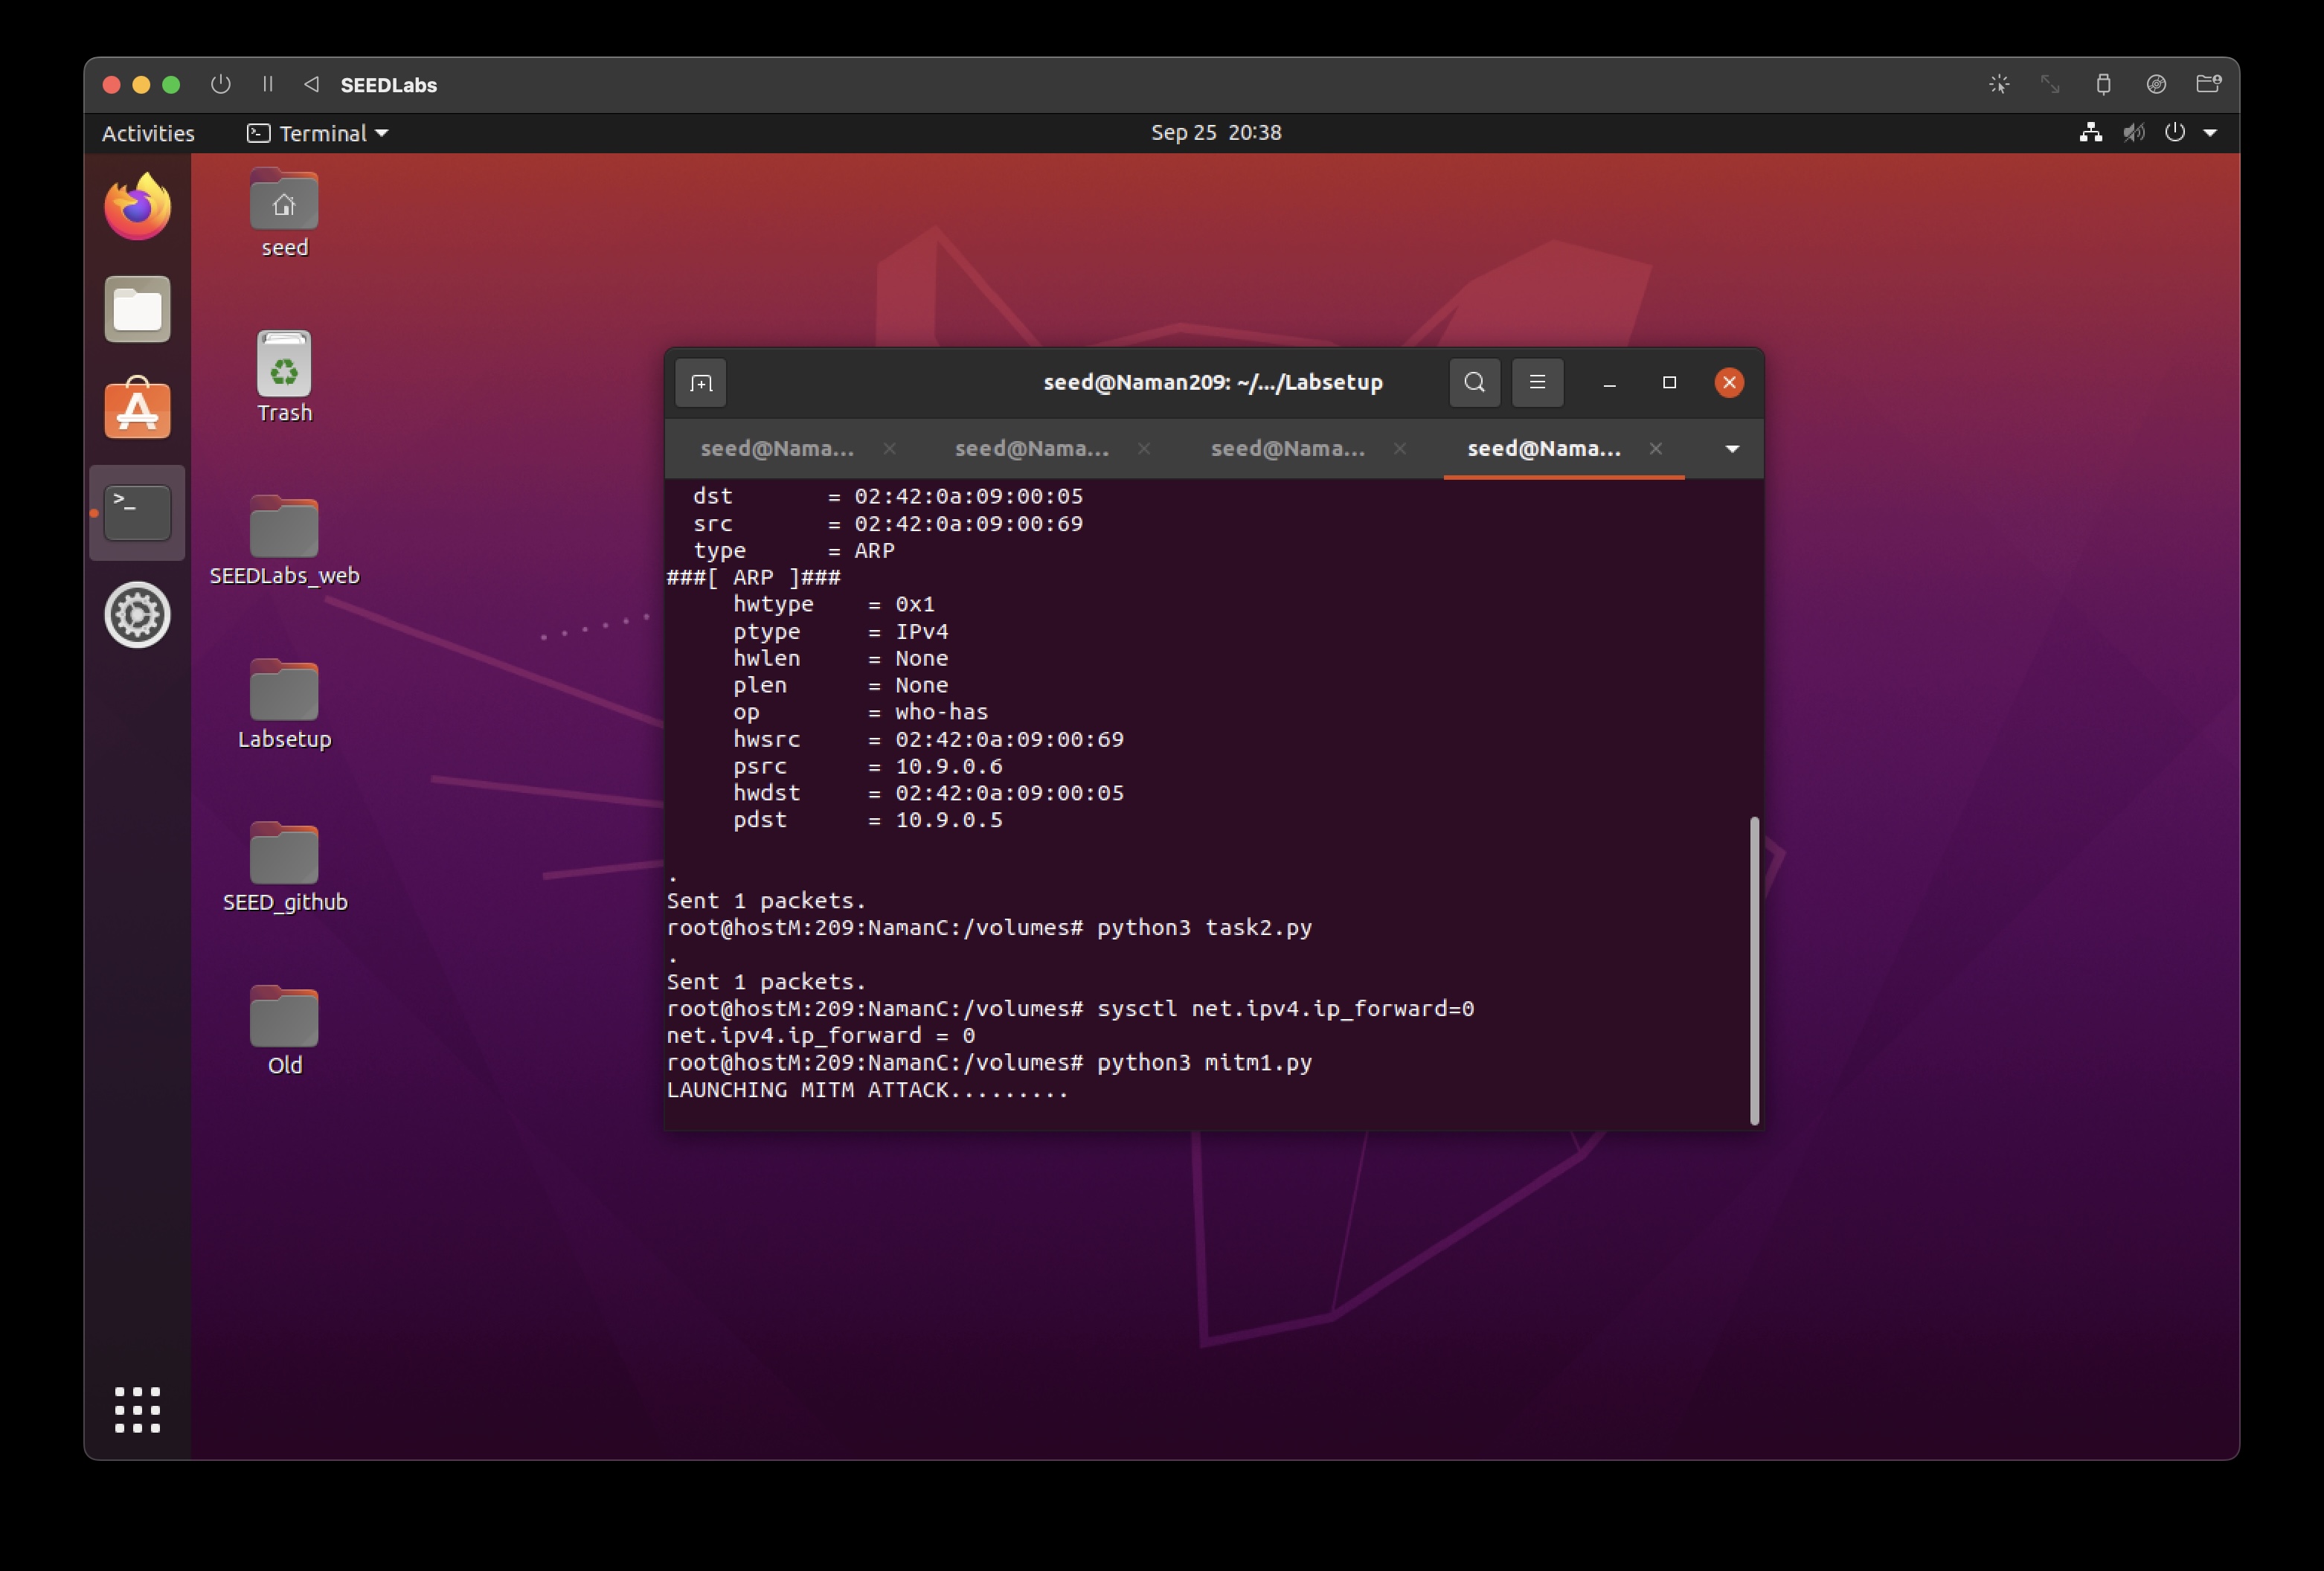 SEEDLabs
Activities
Terminal
Sep 25 20:38
seed
Trash
SEEDLabs_web
Labsetup
SEED_github
Old
seed@Naman209: ~/.../Labsetup
seed@Nama... seed@Nama... seed@Nama... seed@Nama...
dst = 02:42:0a:09:00:05
src = 02:42:0a:09:00:69
type = ARP
###[ ARP ]###
hwtype = 0x1
ptype = IPv4
hwlen = None
plen = None
op = who-has
hwsrc = 02:42:0a:09:00:69
psrc = 10.9.0.6
hwdst = 02:42:0a:09:00:05
pdst = 10.9.0.5
.
Sent 1 packets.
root@hostM:209:NamanC:/volumes# python3 task2.py
.
Sent 1 packets.
root@hostM:209:NamanC:/volumes# sysctl net.ipv4.ip_forward=0
net.ipv4.ip_forward = 0
root@hostM:209:NamanC:/volumes# python3 mitm1.py
LAUNCHING MITM ATTACK.........